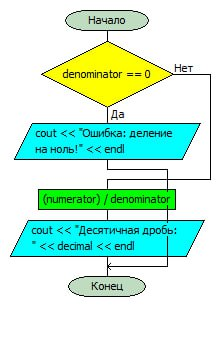 Начало
denominator == 0
Нет
Да
cout << "Ошибка: деление
на ноль!" << endl
(numerator) / denominator
cout << "Десятичная дробь:
" << decimal << endl
Конец